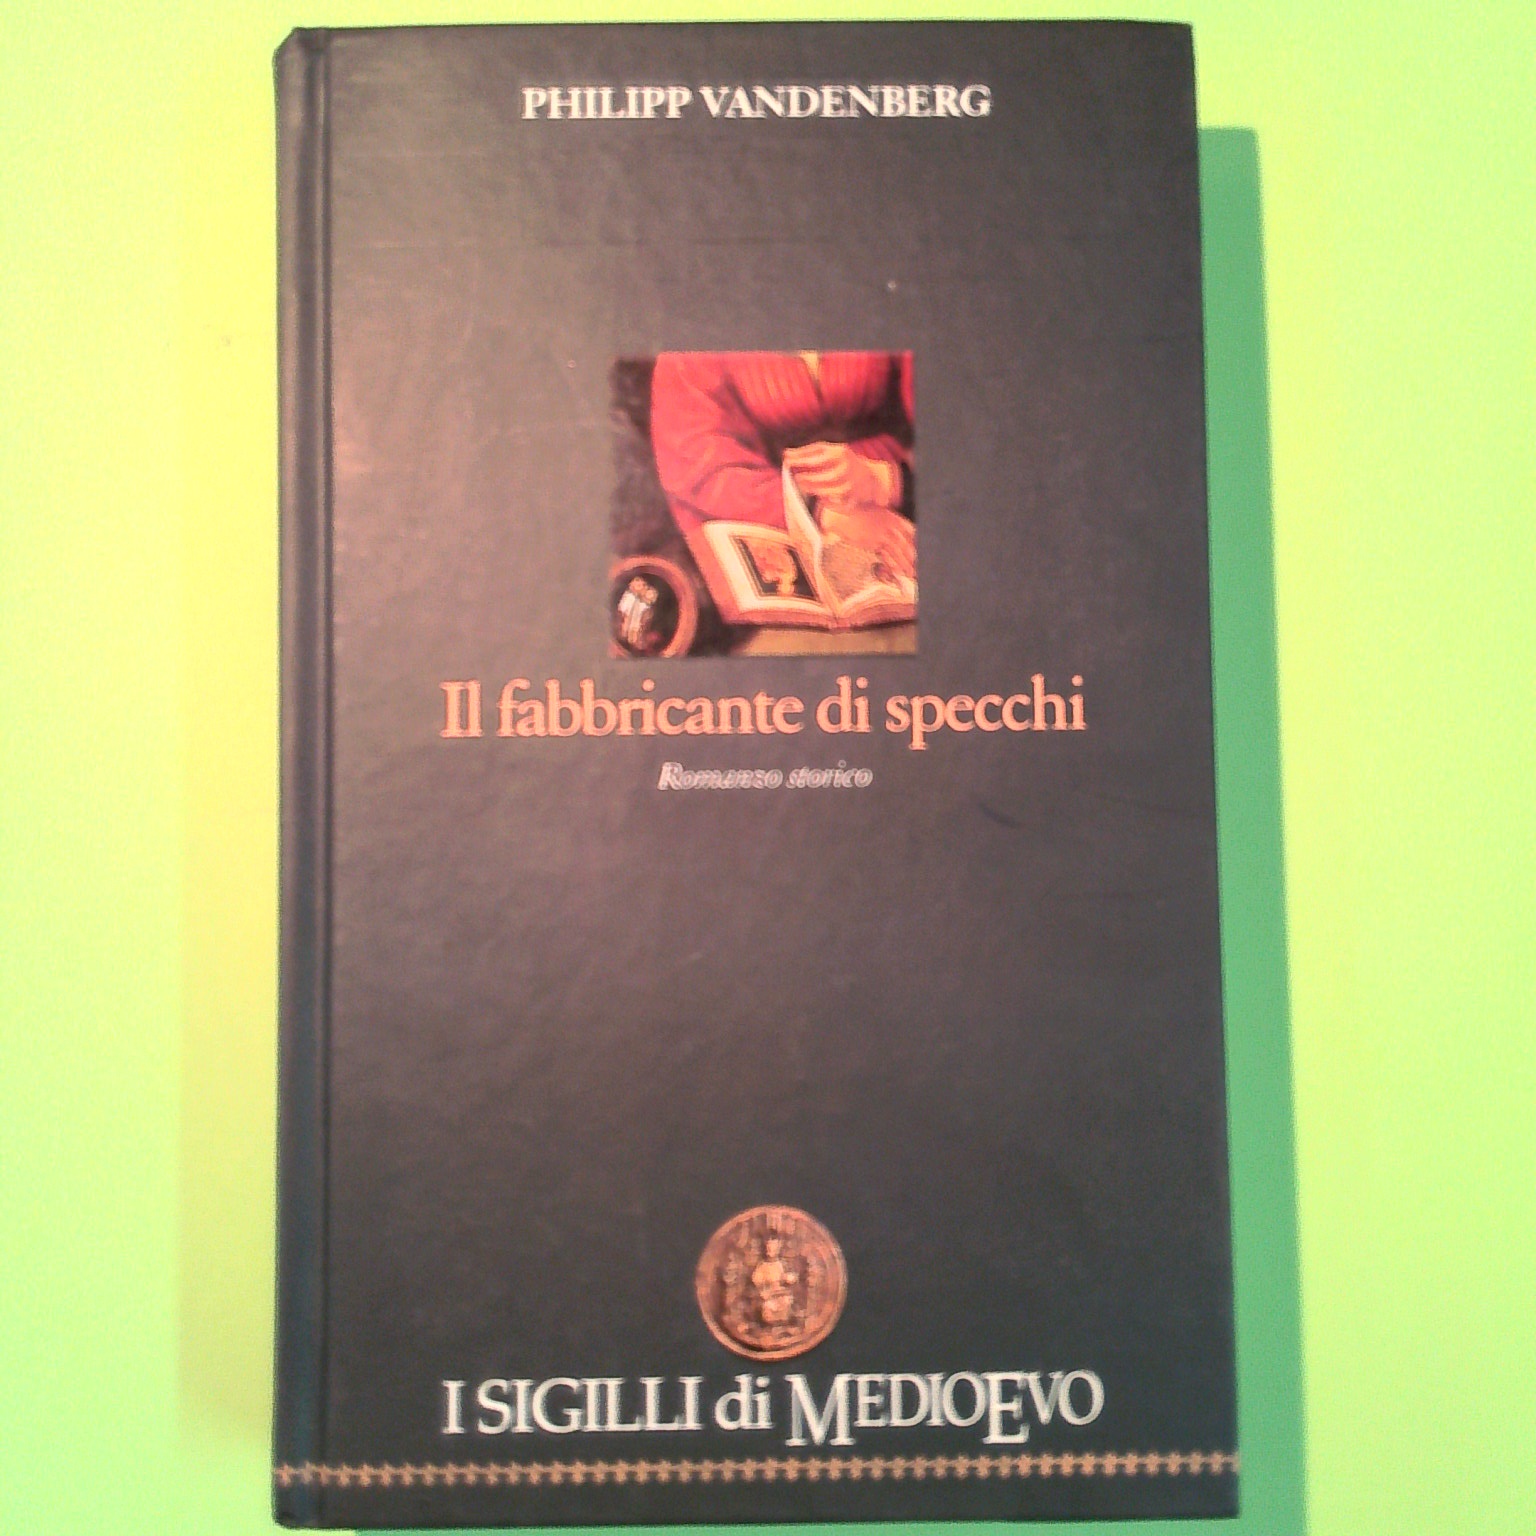 PHILIPP VANDENBERG
Il fabbricante di specchi
Romanzo storico
I SIGILLI di MEDIOEVO